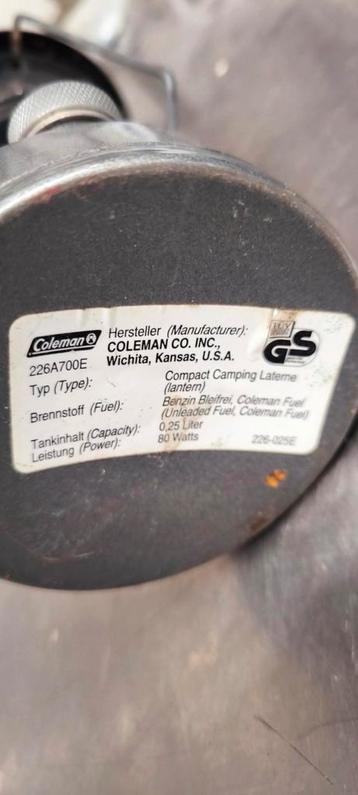 Coleman Hersteller (Manufacturer):
226A700E COLEMAN CO. INC.,
Wichita, Kansas, U.S.A.
GS
Typ (Type): Compact Camping Laterne
(lantern)
Brennstoff (Fuel): Benzin Bleifrei, Coleman Fuel
(Unleaded Fuel, Coleman Fuel)
Tankinhalt (Capacity): 0,25 Liter
Leistung (Power): 80 Watts 226-025E